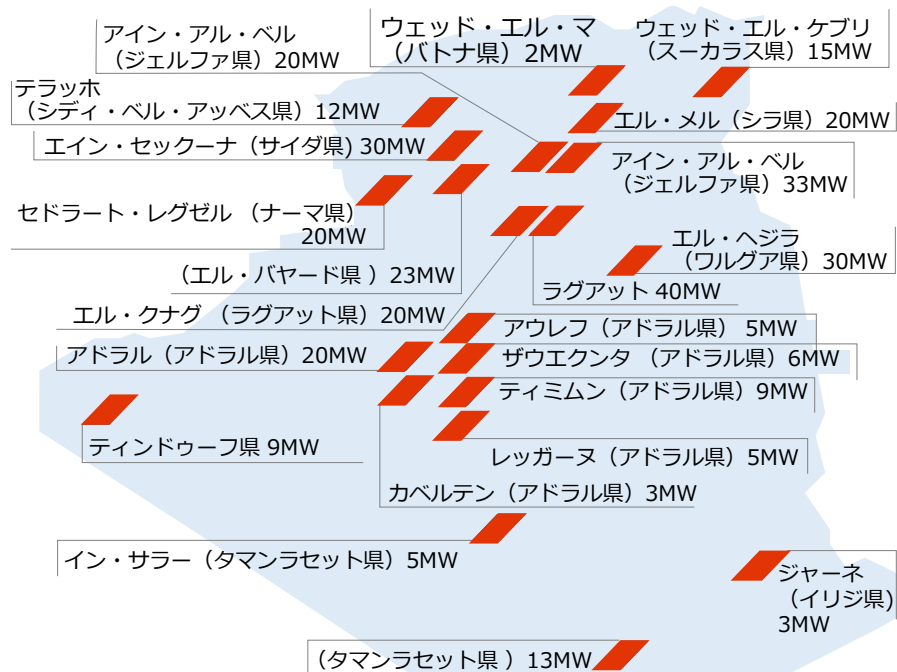 アイン・アル・ベル
（ジェルファ県）20MW
ウェッド・エル・マ
（バトナ県）2MW
ウェッド・エル・ケブリ
（スーカラス県）15MW
テラッホ
（シディ・ベル・アッベス県）12MW
エル・メル（シラ県）20MW
エイン・セックーナ（サイダ県) 30MW
アイン・アル・ベル
（ジェルファ県）33MW
セドラート・レグゼル （ナーマ県）
20MW
エル・ヘジラ
（ワルグア県）30MW
（エル・バヤード県 ）23MW
ラグアット 40MW
エル・クナグ （ラグアット県）20MW
アウレフ（アドラル県） 5MW
アドラル（アドラル県）20MW
ザウエクンタ （アドラル県）6MW
ティミムン（アドラル県）9MW
ティンドゥーフ県 9MW
レッガーヌ（アドラル県）5MW
カベルテン（アドラル県）3MW
イン・サラー（タマンラセット県）5MW
ジャーネ
（イリジ県)
3MW
（タマンラセット県 ）13MW